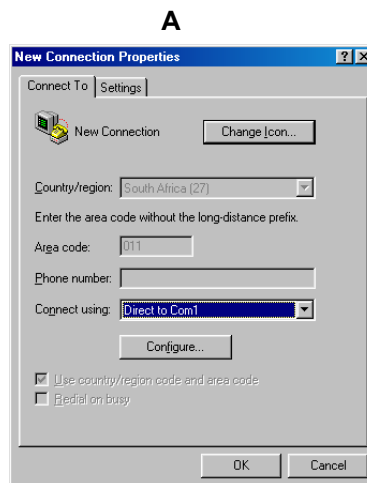 A
New Connection Properties
Connect To Settings
New Connection Change Icon...
Country/region: South Africa (27)
Enter the area code without the long-distance prefix.
Area code: 011
Phone number:
Connect using: Direct to Com1
Configure...
Use country/region code and area code
Redial on busy
OK Cancel